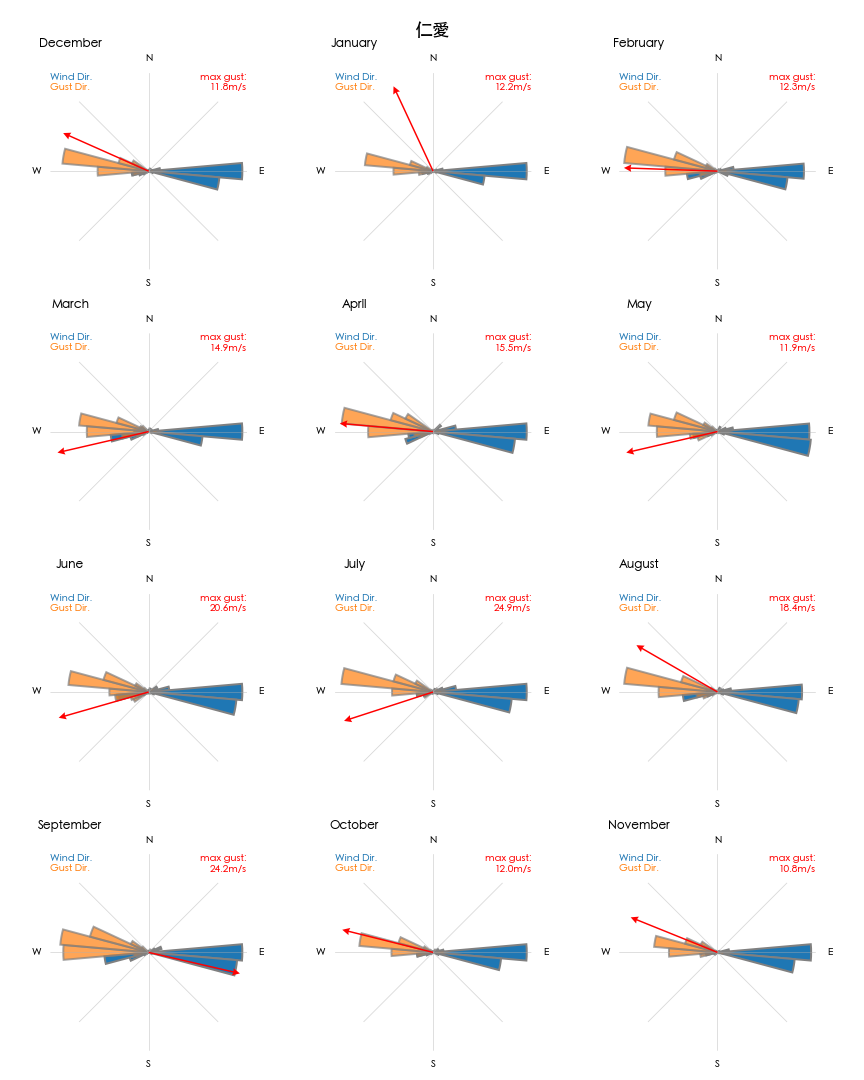 仁愛
December
January
February
N
N
N
Wind Dir.
Gust Dir.
max gust:
11.8m/s
Wind Dir.
Gust Dir.
max gust:
12.2m/s
Wind Dir.
Gust Dir.
max gust:
12.3m/s
W
E
W
E
W
E
S
S
S
March
April
May
N
N
N
Wind Dir.
Gust Dir.
max gust:
14.9m/s
Wind Dir.
Gust Dir.
max gust:
15.5m/s
Wind Dir.
Gust Dir.
max gust:
11.9m/s
W
E
W
E
W
E
S
S
S
June
July
August
N
N
N
Wind Dir.
Gust Dir.
max gust:
20.6m/s
Wind Dir.
Gust Dir.
max gust:
24.9m/s
Wind Dir.
Gust Dir.
max gust:
18.4m/s
W
E
W
E
W
E
S
S
S
September
October
November
N
N
N
Wind Dir.
Gust Dir.
max gust:
24.2m/s
Wind Dir.
Gust Dir.
max gust:
12.0m/s
Wind Dir.
Gust Dir.
max gust:
10.8m/s
W
E
W
E
W
E
S
S
S